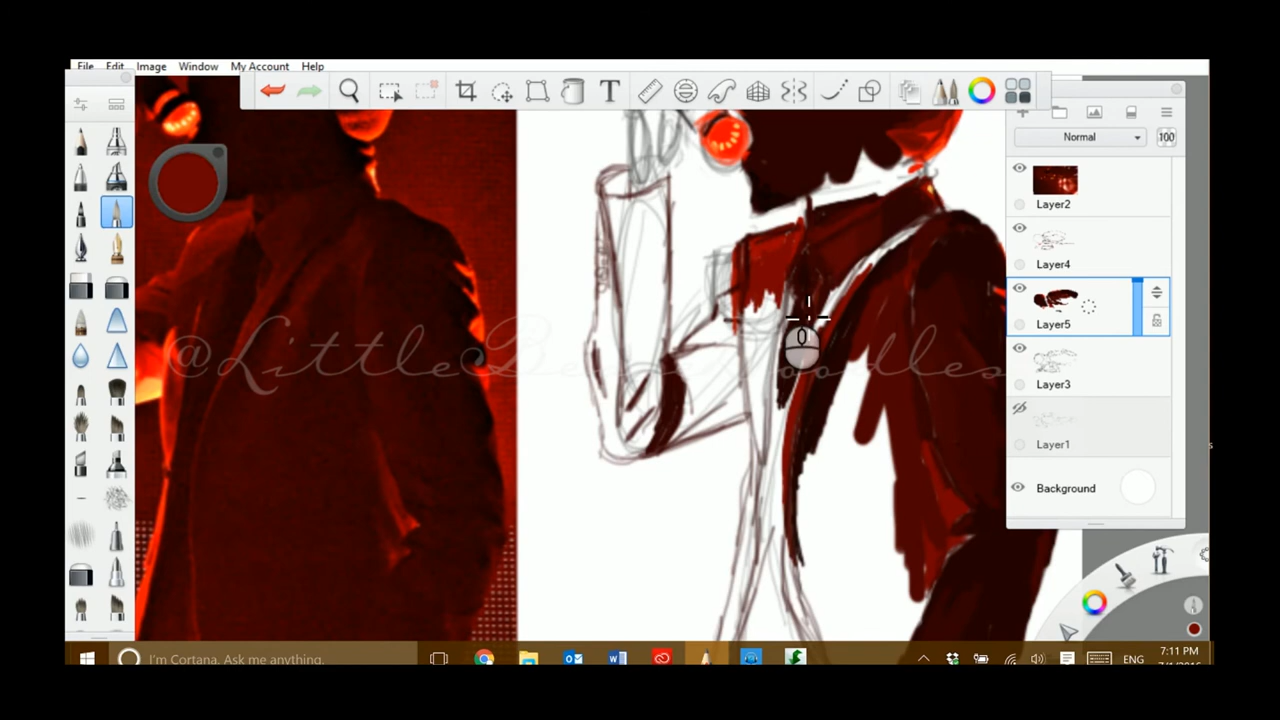 File Edit Image Window My Account Help
T
Normal 100
Layer2
Layer4
Layer5
Layer3
Layer1
Background
I'm Cortana. Ask me anything.
ENG
7:11 PM